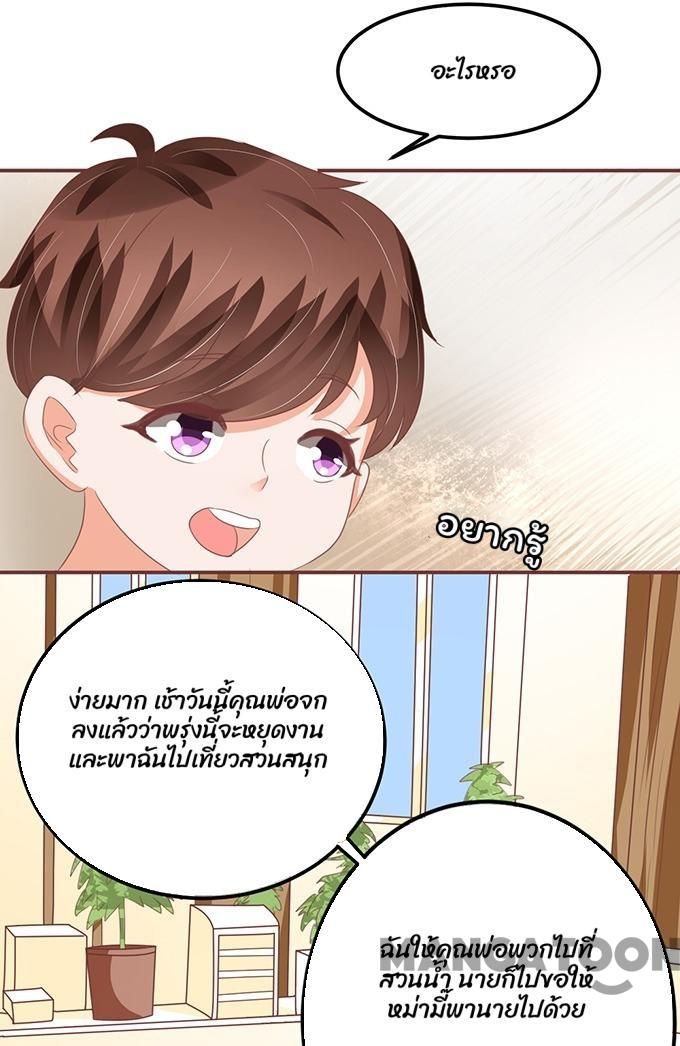 อะไรหรอ
อยากรู้
ง่ายมาก เช้าวันนี้คุณพ่อจก
ลงแล้วว่าพรุ่งนี้จะหยุดงาน
และพาฉันไปเที่ยวสวนสนุก
ฉันให้คุณพ่อพวกไปที่
สวนน้ำ นายก็ไปขอให้
หม่ามี๊พานายไปด้วย
MANGA TOON